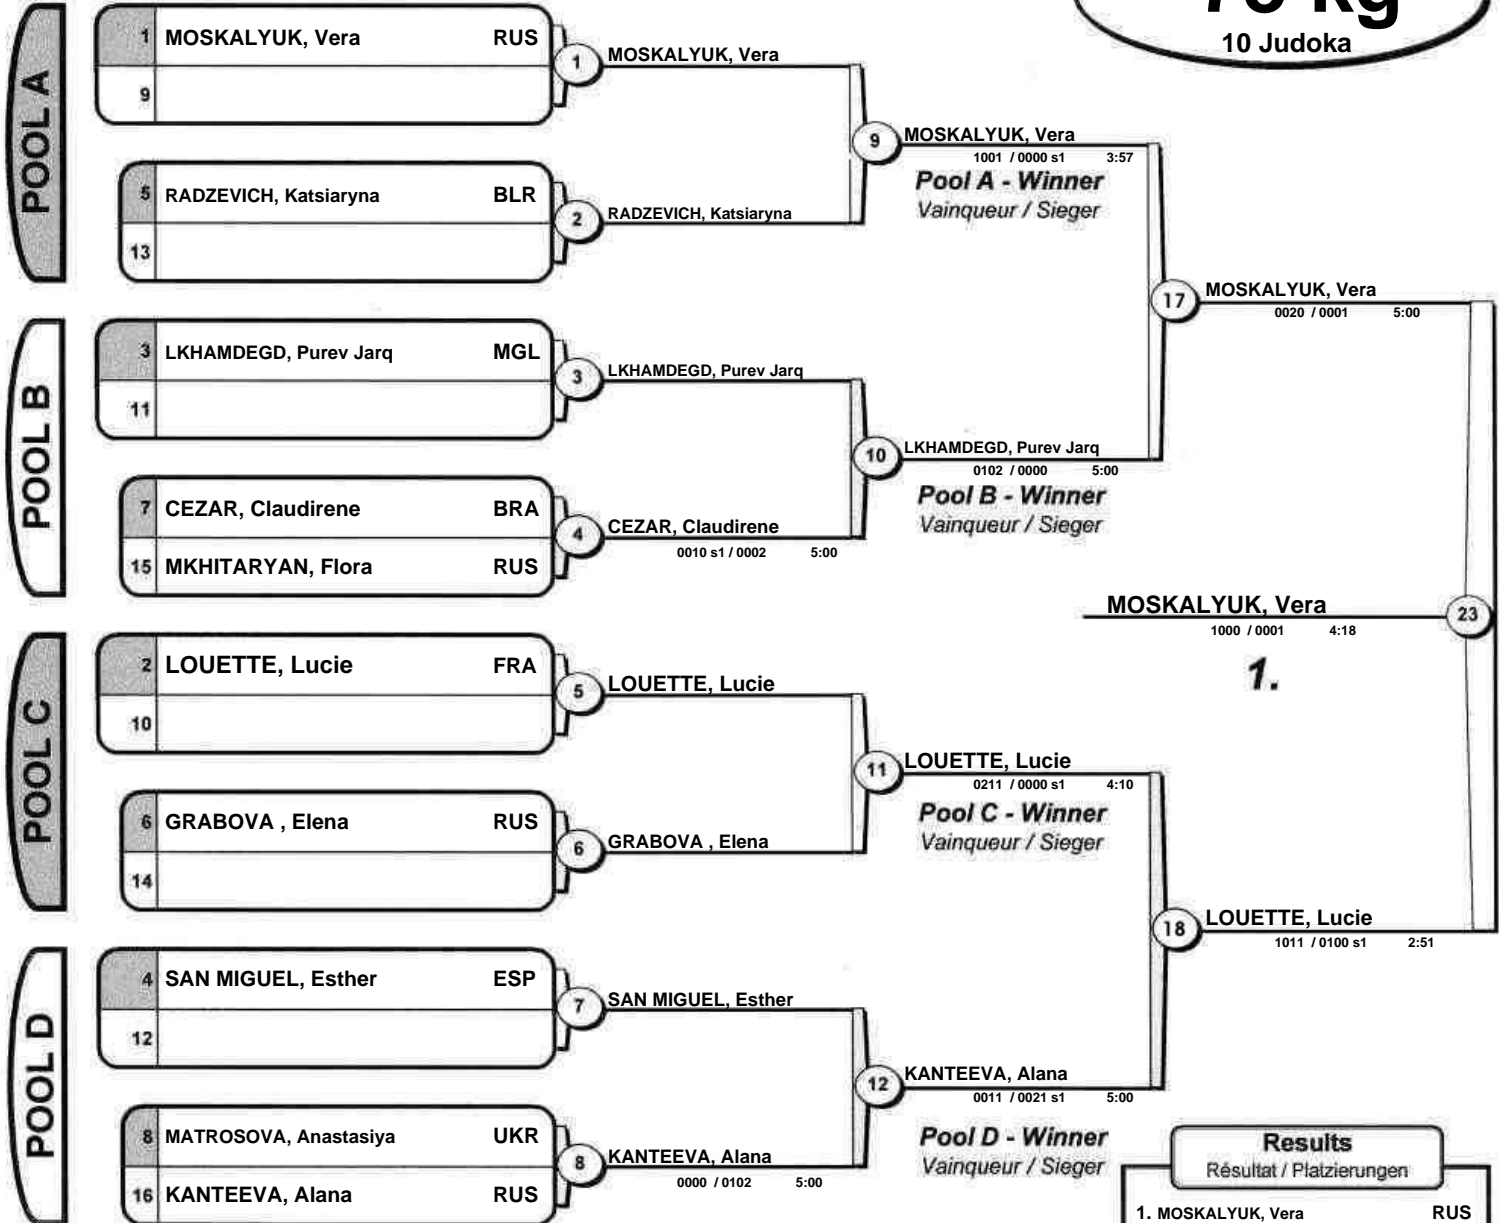 78 kg
10 Judoka
POOL A
1 MOSKALYUK, Vera RUS
9
5 RADZEVICH, Katsiaryna BLR
13
1 MOSKALYUK, Vera
2 RADZEVICH, Katsiaryna
9 MOSKALYUK, Vera
1001 / 0000 s1 3:57
Pool A - Winner
Vainqueur / Sieger
POOL B
3 LKHAMDEGD, Purev Jarq MGL
11
7 CEZAR, Claudirene BRA
15 MKHITARYAN, Flora RUS
3 LKHAMDEGD, Purev Jarq
4 CEZAR, Claudirene
0010 s1 / 0002 5:00
10 LKHAMDEGD, Purev Jarq
0102 / 0000 5:00
Pool B - Winner
Vainqueur / Sieger
17 MOSKALYUK, Vera
0020 / 0001 5:00
MOSKALYUK, Vera 23
1000 / 0001 4:18
1.
POOL C
2 LOUETTE, Lucie FRA
10
6 GRABOVA , Elena RUS
14
5 LOUETTE, Lucie
6 GRABOVA , Elena
11 LOUETTE, Lucie
0211 / 0000 s1 4:10
Pool C - Winner
Vainqueur / Sieger
18 LOUETTE, Lucie
1011 / 0100 s1 2:51
POOL D
4 SAN MIGUEL, Esther ESP
12
8 MATROSOVA, Anastasiya UKR
16 KANTEEVA, Alana RUS
7 SAN MIGUEL, Esther
8 KANTEEVA, Alana
0000 / 0102 5:00
12 KANTEEVA, Alana
0011 / 0021 s1 5:00
Pool D - Winner
Vainqueur / Sieger
Results
Résultat / Platzierungen
1. MOSKALYUK, Vera RUS